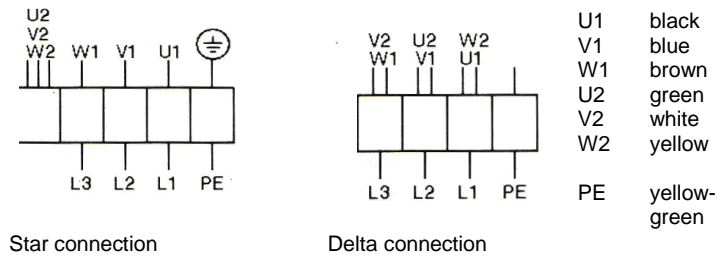 U2
V2
W2 W1 V1 U1
L3 L2 L1 PE
Star connection
V2 U2 W2
W1 V1 U1
L3 L2 L1 PE
Delta connection
U1 black
V1 blue
W1 brown
U2 green
V2 white
W2 yellow
PE yellow-
green